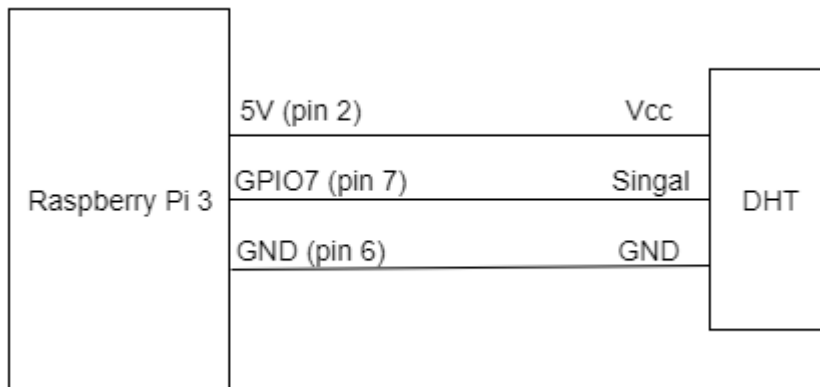 5V (pin 2) Vcc
GPIO7 (pin 7) Singal
Raspberry Pi 3 DHT
GND (pin 6) GND